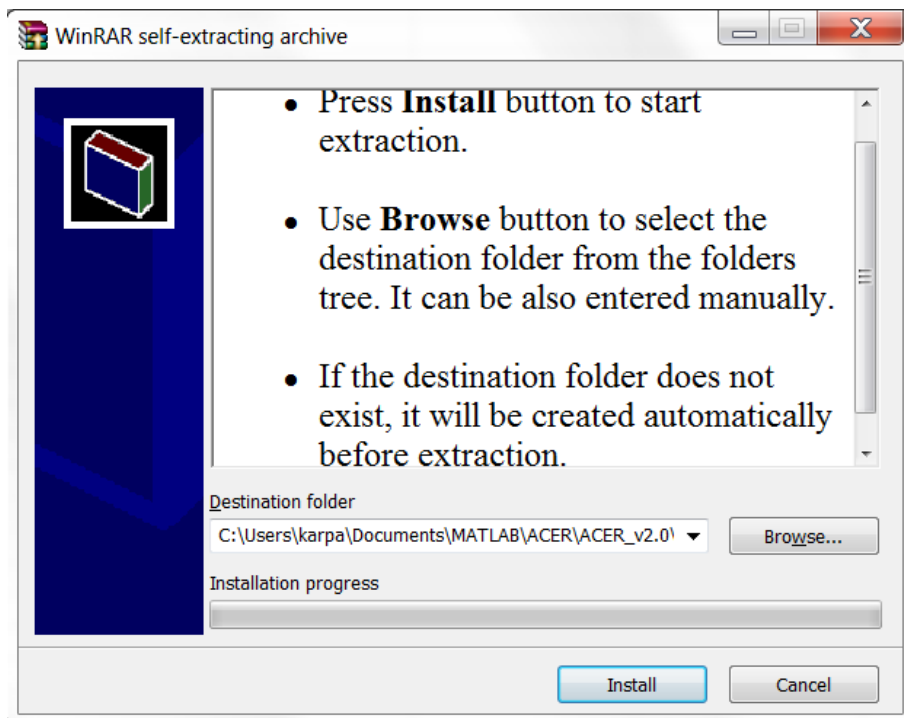 WinRAR self-extracting archive
• Press Install button to start
extraction.
• Use Browse button to select the
destination folder from the folders
tree. It can be also entered manually.
• If the destination folder does not
exist, it will be created automatically
before extraction.
Destination folder
C:\Users\karpa\Documents\MATLAB\ACER\ACER_v2.0\
Browse...
Installation progress
Install Cancel